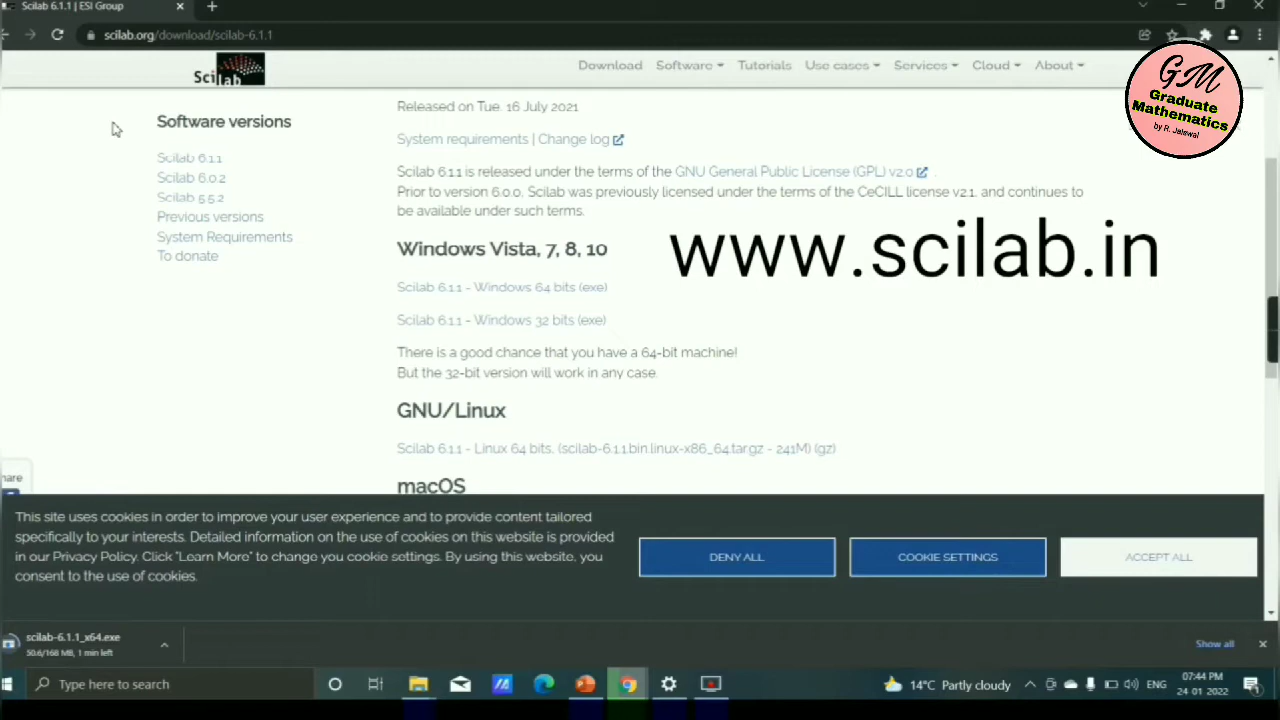 Scilab 6.1.1 | ESI Group
scilab.org/download/scilab-6.1.1
Scilab
Download Software Tutorials Use cases Services Cloud About
GM
Graduate
Mathematics
by R. Jalewal
Software versions
Scilab 6.1.1
Scilab 6.0.2
Scilab 5.5.2
Previous versions
System Requirements
To donate
Released on Tue. 16 July 2021
System requirements | Change log
Scilab 6.1.1 is released under the terms of the GNU General Public License (GPL) v2.0
Prior to version 6.0.0, Scilab was previously licensed under the terms of the CeCILL license v2.1, and continues to
be available under such terms.
www.scilab.in
Windows Vista, 7, 8, 10
Scilab 6.1.1 - Windows 64 bits (exe)
Scilab 6.1.1 - Windows 32 bits (exe)
There is a good chance that you have a 64-bit machine!
But the 32-bit version will work in any case.
GNU/Linux
Scilab 6.1.1 - Linux 64 bits, (scilab-6.1.1.bin.linux-x86_64.tar.gz - 241M) (gz)
macOS
hare
This site uses cookies in order to improve your user experience and to provide content tailored
specifically to your interests. Detailed information on the use of cookies on this website is provided
in our Privacy Policy. Click "Learn More" to change you cookie settings. By using this website, you
consent to the use of cookies.
DENY ALL
COOKIE SETTINGS
ACCEPT ALL
scilab-6.1.1_x64.exe
50.6/168 MB, 1 min left
Show all
Type here to search
14°C Partly cloudy
ENG
07:44 PM
24-01-2022
1